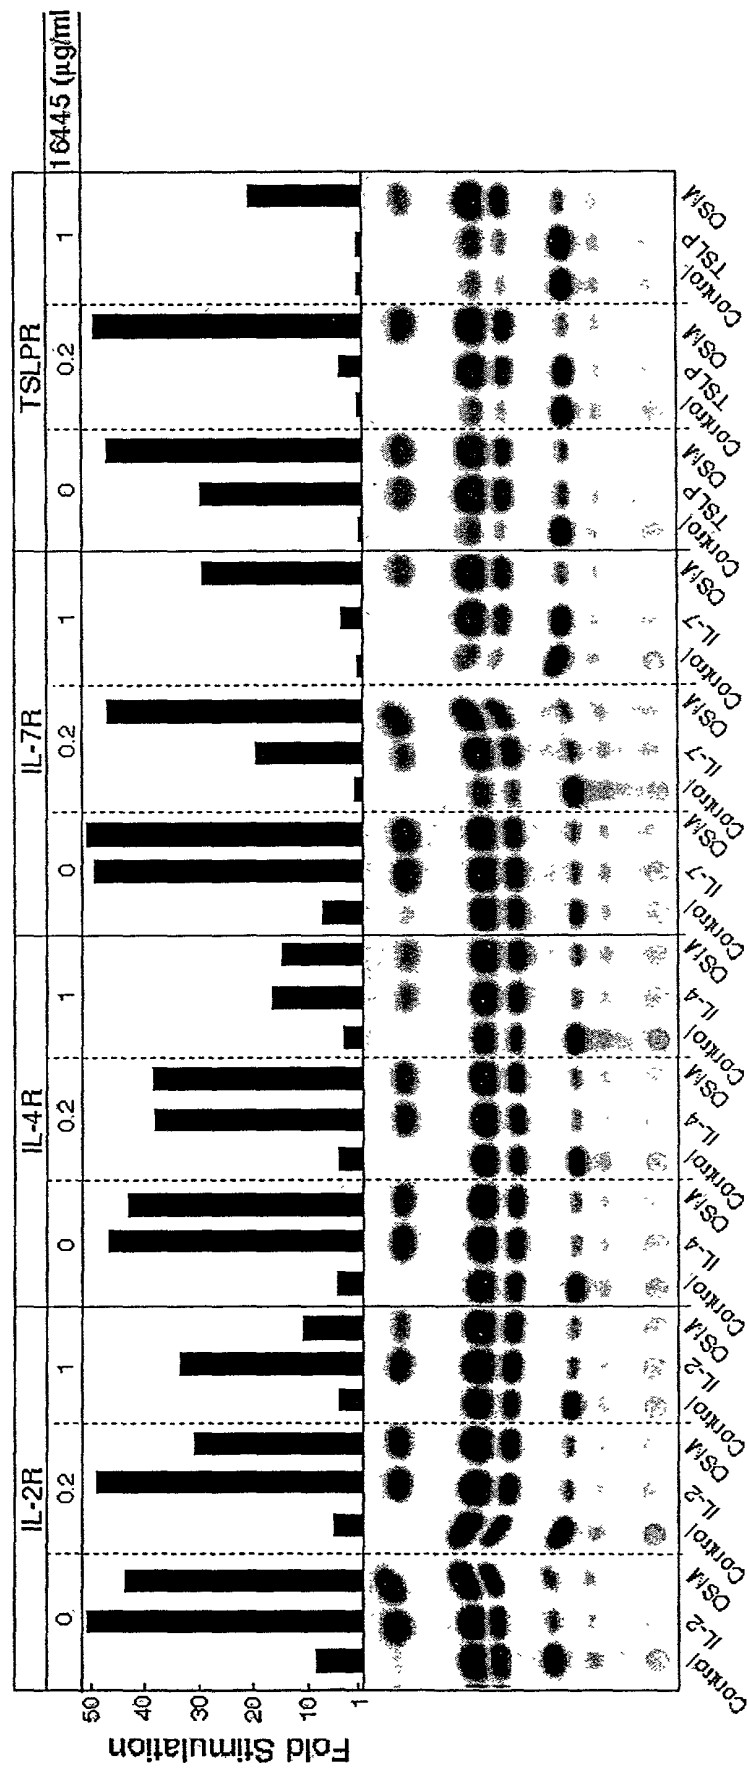 IL-2R IL-4R IL-7R TSLPR
0 0.2 1 0 0.2 1 0 0.2 1 0 0.2 1 16445 (μg/ml
Fold Stimulation
50
40
30
20
10
1
Control IL-2 OSM Control IL-2 OSM Control IL-2 OSM Control IL-4 OSM Control IL-4 OSM Control IL-4 OSM Control IL-7 OSM Control IL-7 OSM Control IL-7 OSM Control TSLP OSM Control TSLP OSM Control TSLP OSM